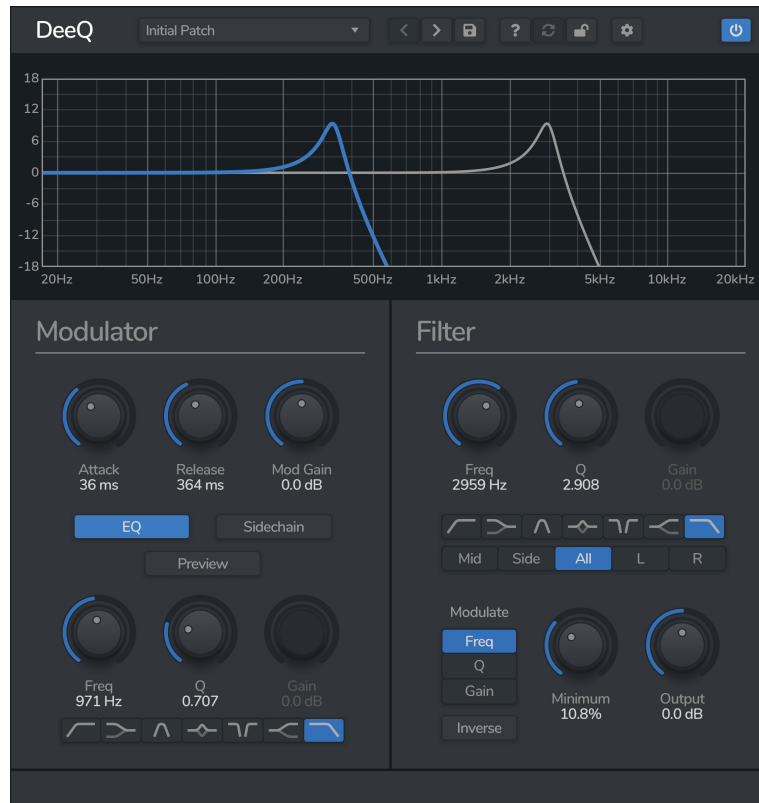 DeeQ
Initial Patch
?
18
12
6
0
-6
-12
-18
20Hz 50Hz 100Hz 200Hz 500Hz 1kHz 2kHz 5kHz 10kHz 20kHz
Modulator
Attack Release Mod Gain
36 ms 364 ms 0.0 dB
EQ Sidechain
Preview
Freq Q Gain
971 Hz 0.707 0.0 dB
Filter
Freq Q Gain
2959 Hz 2.908 0.0 dB
Mid Side All L R
Modulate
Freq
Q
Gain
Inverse
Minimum Output
10.8% 0.0 dB